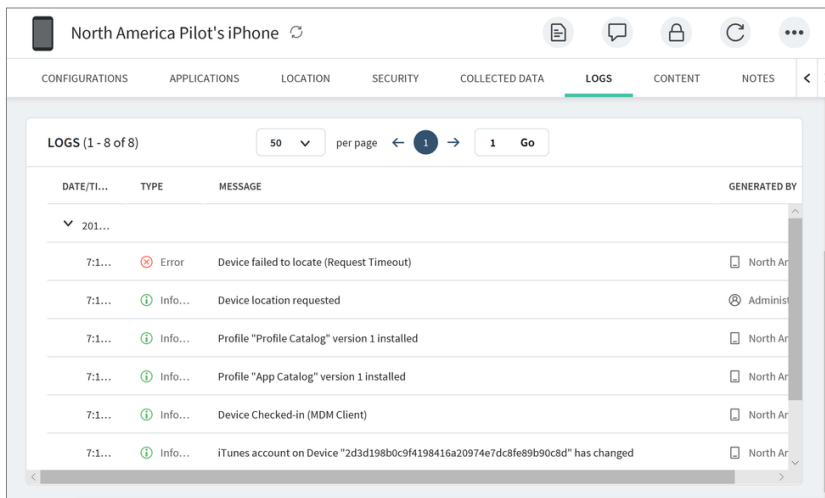 North America Pilot's iPhone
CONFIGURATIONS APPLICATIONS LOCATION SECURITY COLLECTED DATA LOGS CONTENT NOTES
LOGS (1 - 8 of 8) 50 per page 1 1 Go
DATE/TI... TYPE MESSAGE GENERATED BY
201...
7:1... Error Device failed to locate (Request Timeout) North Ar
7:1... Info... Device location requested Administ
7:1... Info... Profile "Profile Catalog" version 1 installed North Ar
7:1... Info... Profile "App Catalog" version 1 installed North Ar
7:1... Info... Device Checked-in (MDM Client) North Ar
7:1... Info... iTunes account on Device "2d3d198b0c9f4198416a20974e7dc8fe89b90c8d" has changed North Ar